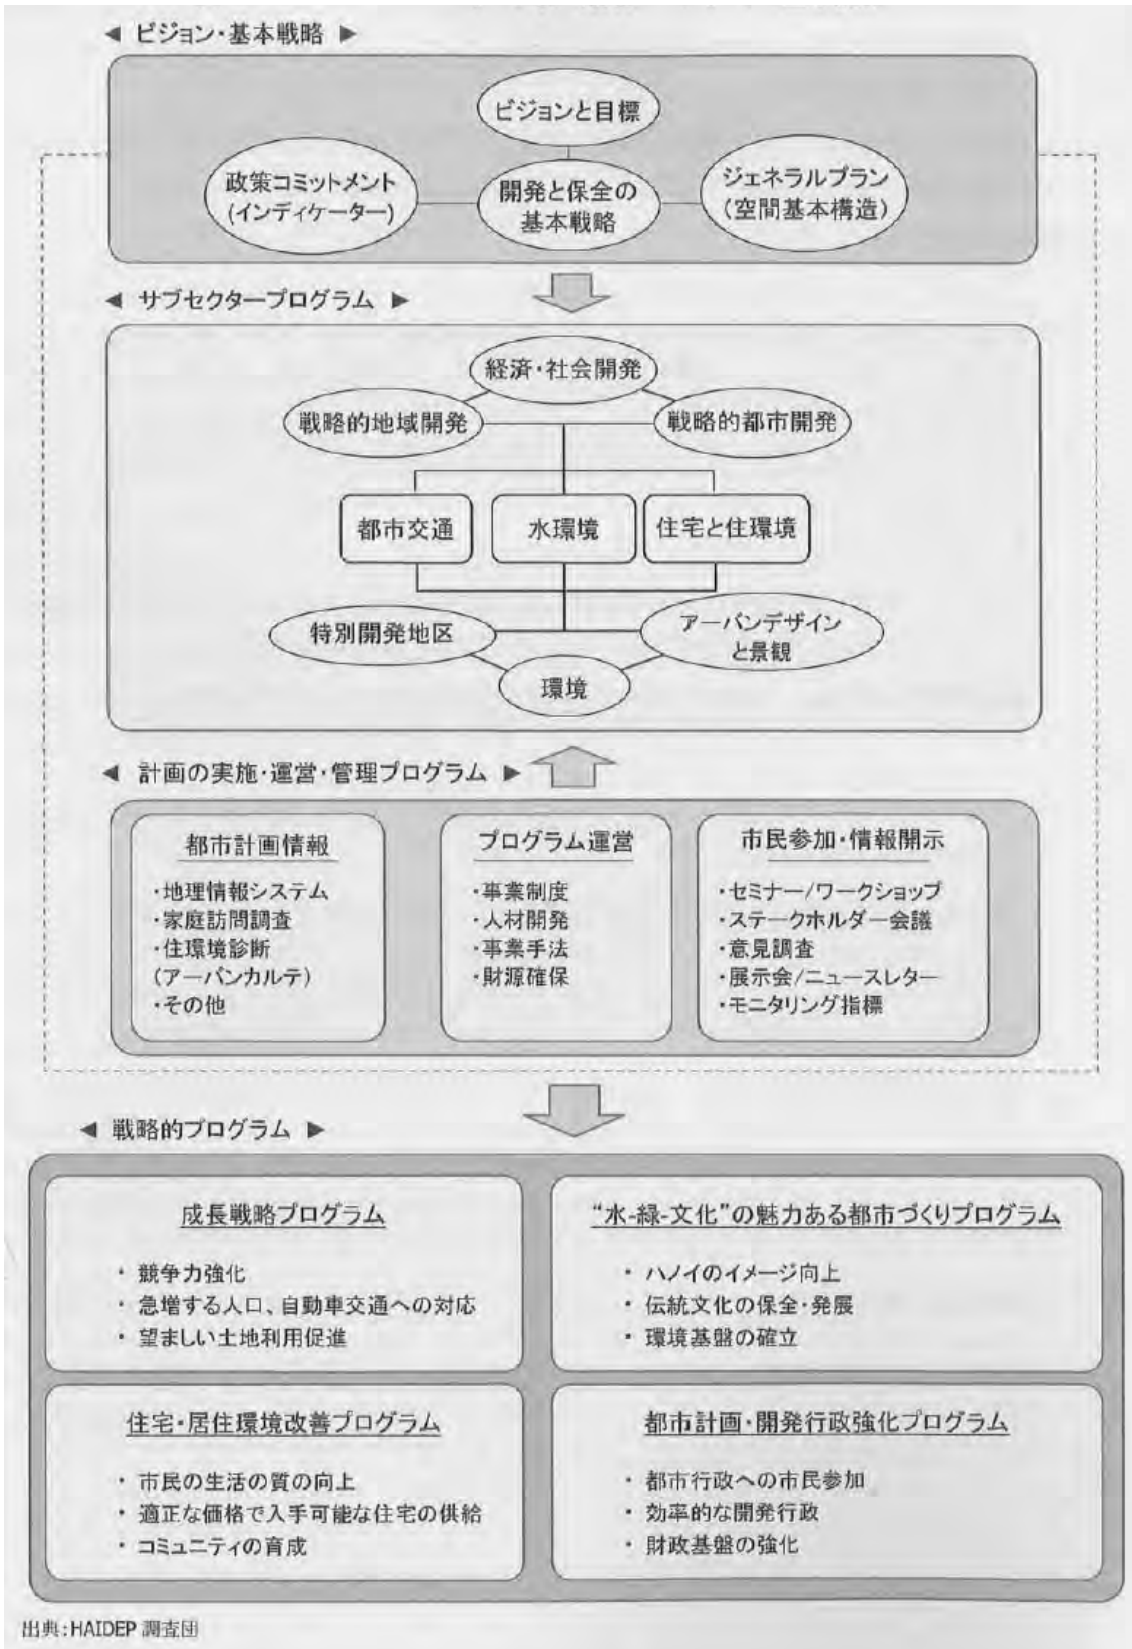 ◀ ビジョン・基本戦略 ▶
ビジョンと目標
政策コミットメント
(インディケーター)
開発と保全の
基本戦略
ジェネラルプラン
(空間基本構造)
◀ サブセクタープログラム ▶
経済・社会開発
戦略的地域開発
戦略的都市開発
都市交通
水環境
住宅と住環境
特別開発地区
アーバンデザイン
と景観
環境
◀ 計画の実施・運営・管理プログラム ▶
都市計画情報
・地理情報システム
・家庭訪問調査
・住環境診断
(アーバンカルテ)
・その他
プログラム運営
・事業制度
・人材開発
・事業手法
・財源確保
市民参加・情報開示
・セミナー/ワークショップ
・ステークホルダー会議
・意見調査
・展示会/ニュースレター
・モニタリング指標
◀ 戦略的プログラム ▶
成長戦略プログラム
・ 競争力強化
・ 急増する人口、自動車交通への対応
・ 望ましい土地利用促進
“水-緑-文化”の魅力ある都市づくりプログラム
・ ハノイのイメージ向上
・ 伝統文化の保全・発展
・ 環境基盤の確立
住宅・居住環境改善プログラム
・ 市民の生活の質の向上
・ 適正な価格で入手可能な住宅の供給
・ コミュニティの育成
都市計画・開発行政強化プログラム
・ 都市行政への市民参加
・ 効率的な開発行政
・ 財政基盤の強化
出典:HAIDEP 調査団